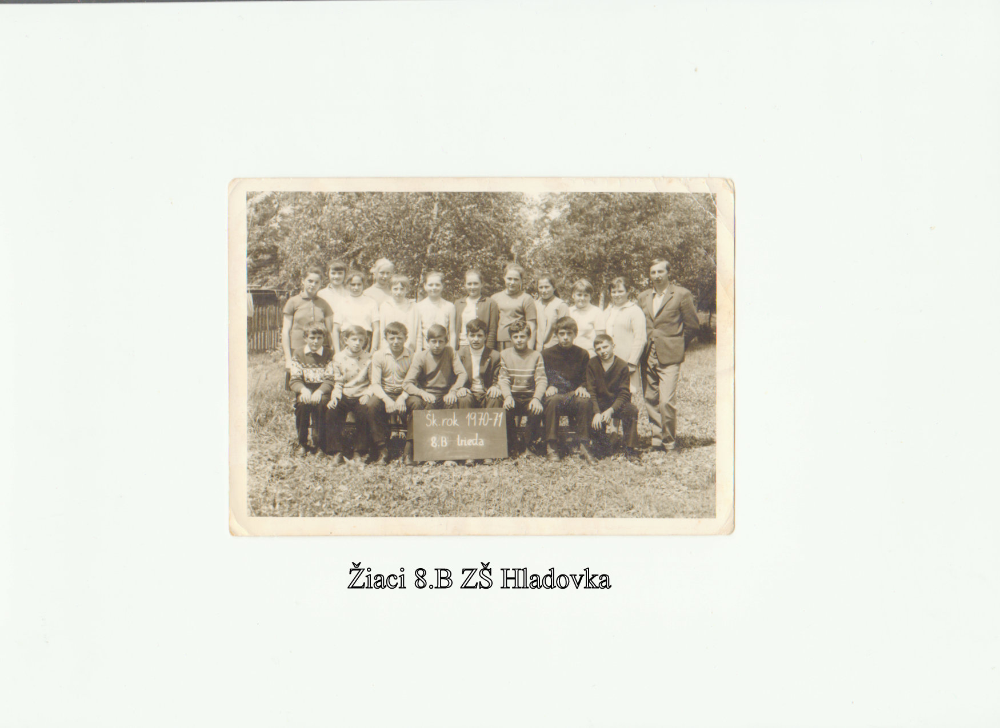 Šk. rok 1970-71
8.B trieda
Žiaci 8.B ZŠ Hladovka